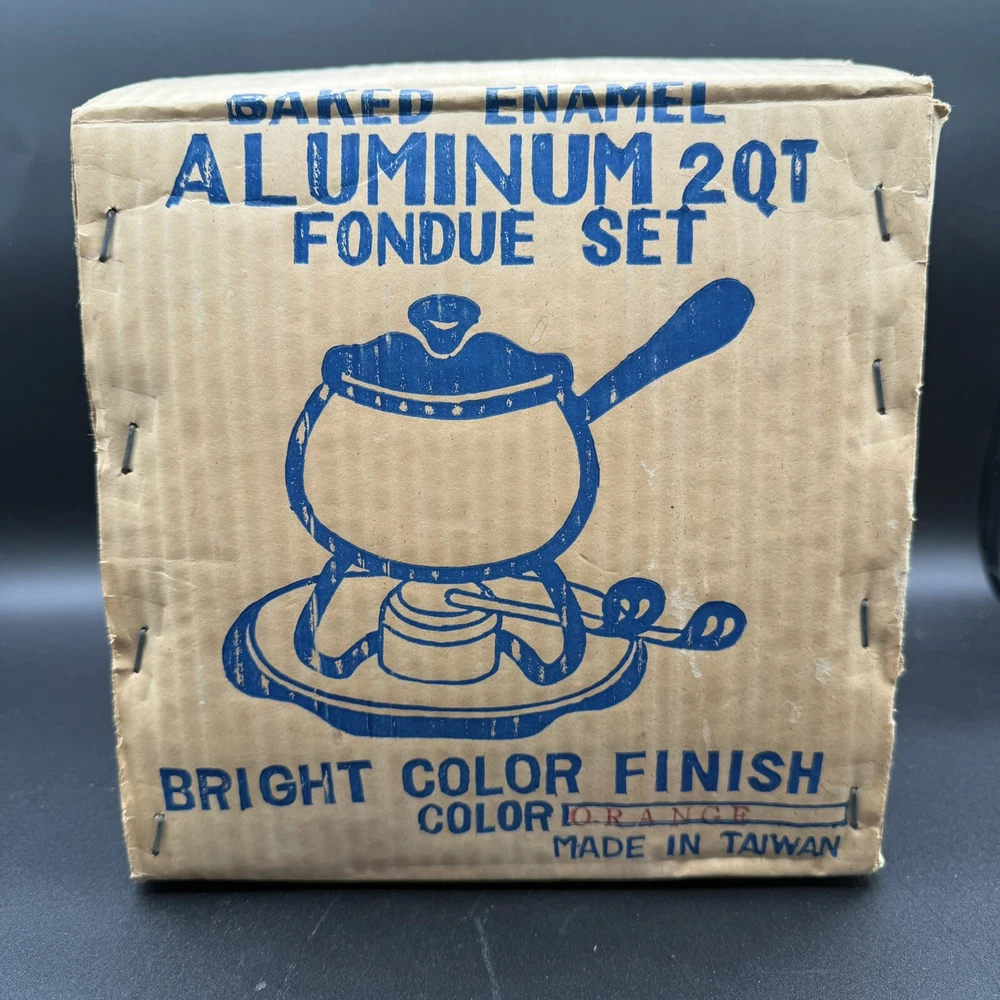 BAKED ENAMEL
ALUMINUM 2QT
FONDUE SET
BRIGHT COLOR FINISH
COLOR ORANGE
MADE IN TAIWAN